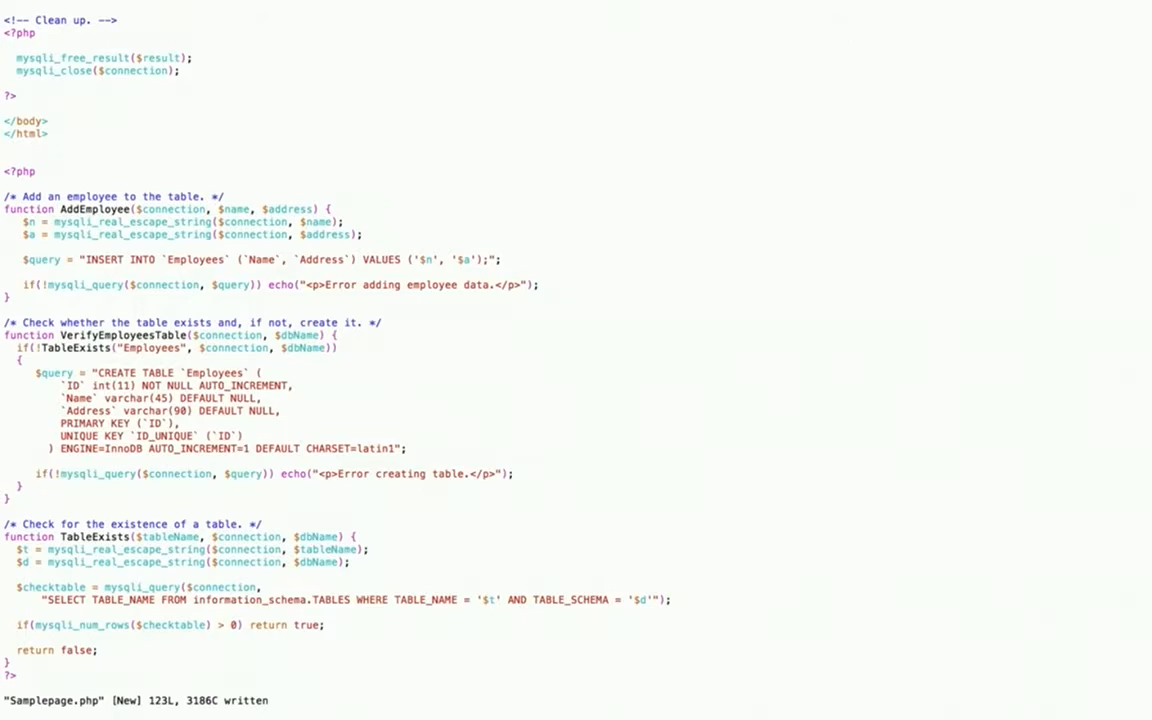 <!-- Clean up. -->
<?php
mysqli_free_result($result);
mysqli_close($connection);
?>
</body>
</html>
<?php
/* Add an employee to the table. */
function AddEmployee($connection, $name, $address) {
$n = mysqli_real_escape_string($connection, $name);
$a = mysqli_real_escape_string($connection, $address);
$query = "INSERT INTO `Employees` (`Name`, `Address`) VALUES ('$n', '$a');";
if(!mysqli_query($connection, $query)) echo("<p>Error adding employee data.</p>");
}
/* Check whether the table exists and, if not, create it. */
function VerifyEmployeesTable($connection, $dbName) {
if(!TableExists("Employees", $connection, $dbName))
{
$query = "CREATE TABLE `Employees` (
`ID` int(11) NOT NULL AUTO_INCREMENT,
`Name` varchar(45) DEFAULT NULL,
`Address` varchar(90) DEFAULT NULL,
PRIMARY KEY (`ID`),
UNIQUE KEY `ID_UNIQUE` (`ID`)
) ENGINE=InnoDB AUTO_INCREMENT=1 DEFAULT CHARSET=latin1";
if(!mysqli_query($connection, $query)) echo("<p>Error creating table.</p>");
}
}
/* Check for the existence of a table. */
function TableExists($tableName, $connection, $dbName) {
$t = mysqli_real_escape_string($connection, $tableName);
$d = mysqli_real_escape_string($connection, $dbName);
$checktable = mysqli_query($connection,
"SELECT TABLE_NAME FROM information_schema.TABLES WHERE TABLE_NAME = '$t' AND TABLE_SCHEMA = '$d'");
if(mysqli_num_rows($checktable) > 0) return true;
return false;
}
?>
"Samplepage.php" [New] 123L, 3186C written